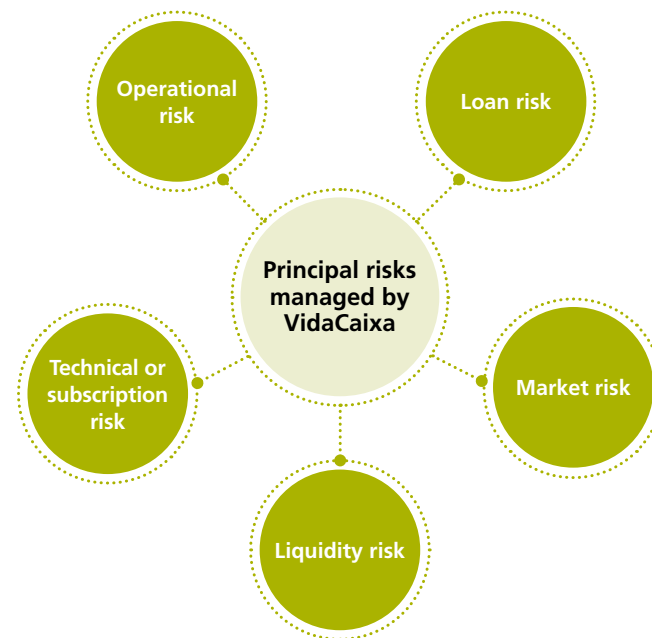 Operational
risk
Loan risk
Principal risks
managed by
VidaCaixa
Technical or
subscription
risk
Market risk
Liquidity risk